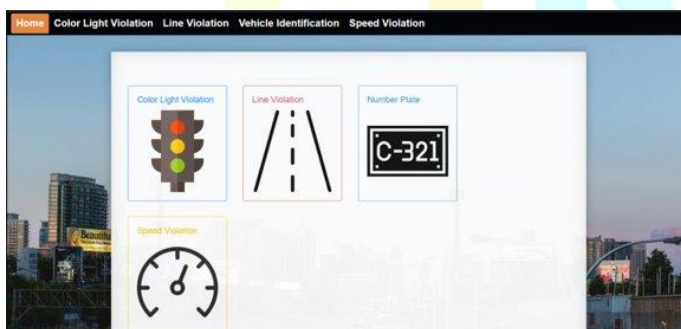 Home Color Light Violation Line Violation Vehicle Identification Speed Violation
Color Light Violation
Line Violation
Number Plate
C-321
Speed Violation